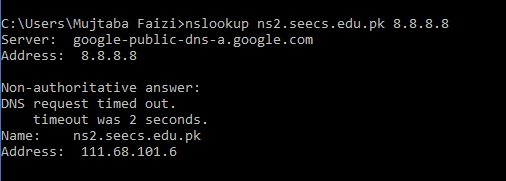 C:\Users\Mujtaba Faizi>nslookup ns2.seecs.edu.pk 8.8.8.8
Server:  google-public-dns-a.google.com
Address:  8.8.8.8

Non-authoritative answer:
DNS request timed out.
    timeout was 2 seconds.
Name:    ns2.seecs.edu.pk
Address:  111.68.101.6